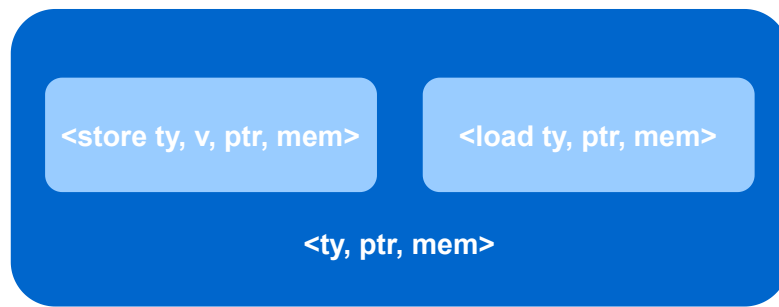 <store ty, v, ptr, mem>
<load ty, ptr, mem>
<ty, ptr, mem>